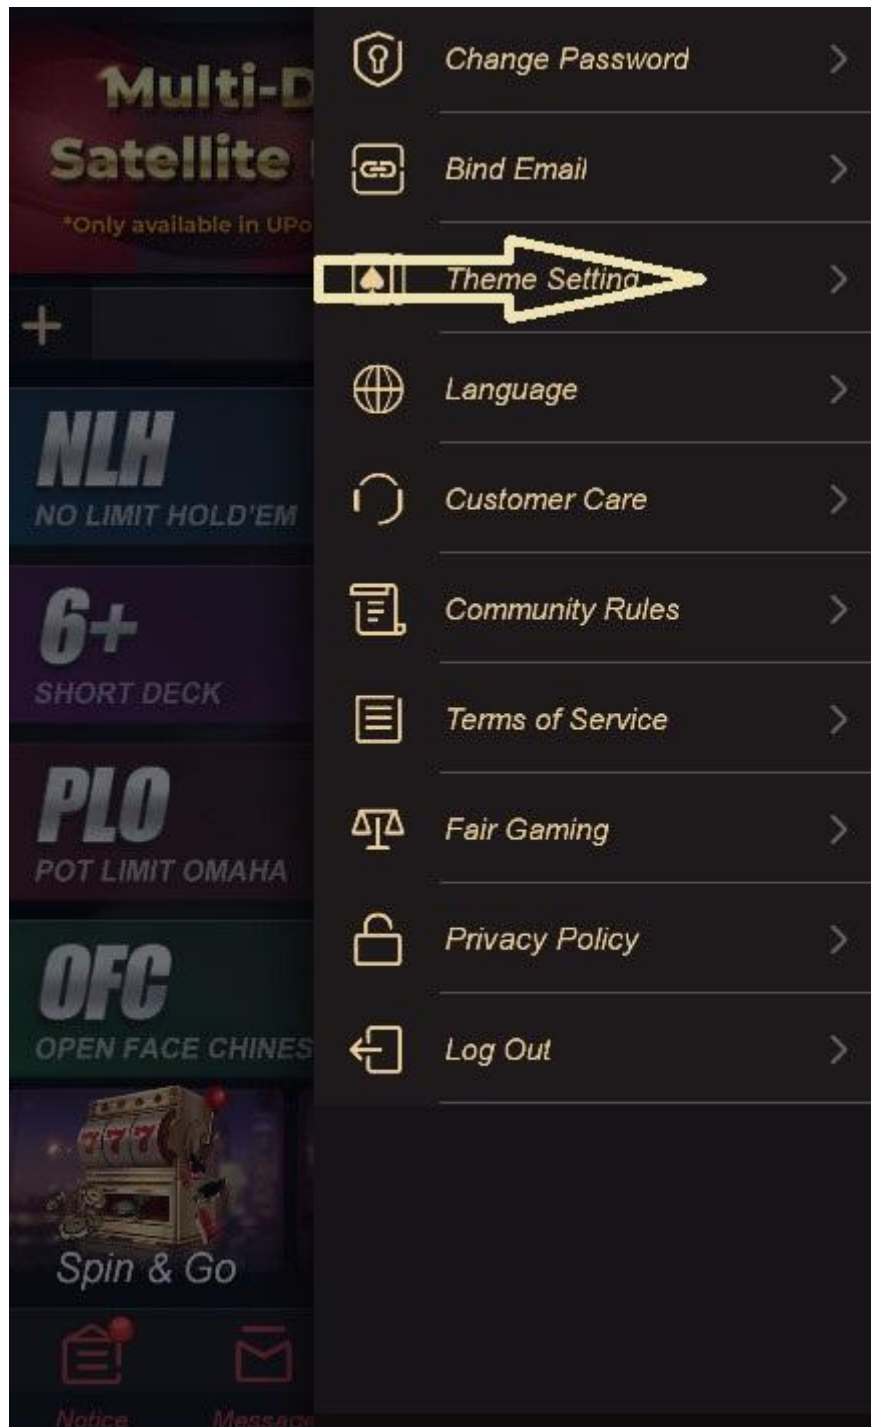 Multi-D
Satellite
*Only available in UPo
NLH
NO LIMIT HOLD'EM
6+
SHORT DECK
PLO
POT LIMIT OMAHA
OFC
OPEN FACE CHINES
777
Spin & Go
Notice
Message
Change Password
Bind Email
Theme Setting
Language
Customer Care
Community Rules
Terms of Service
Fair Gaming
Privacy Policy
Log Out